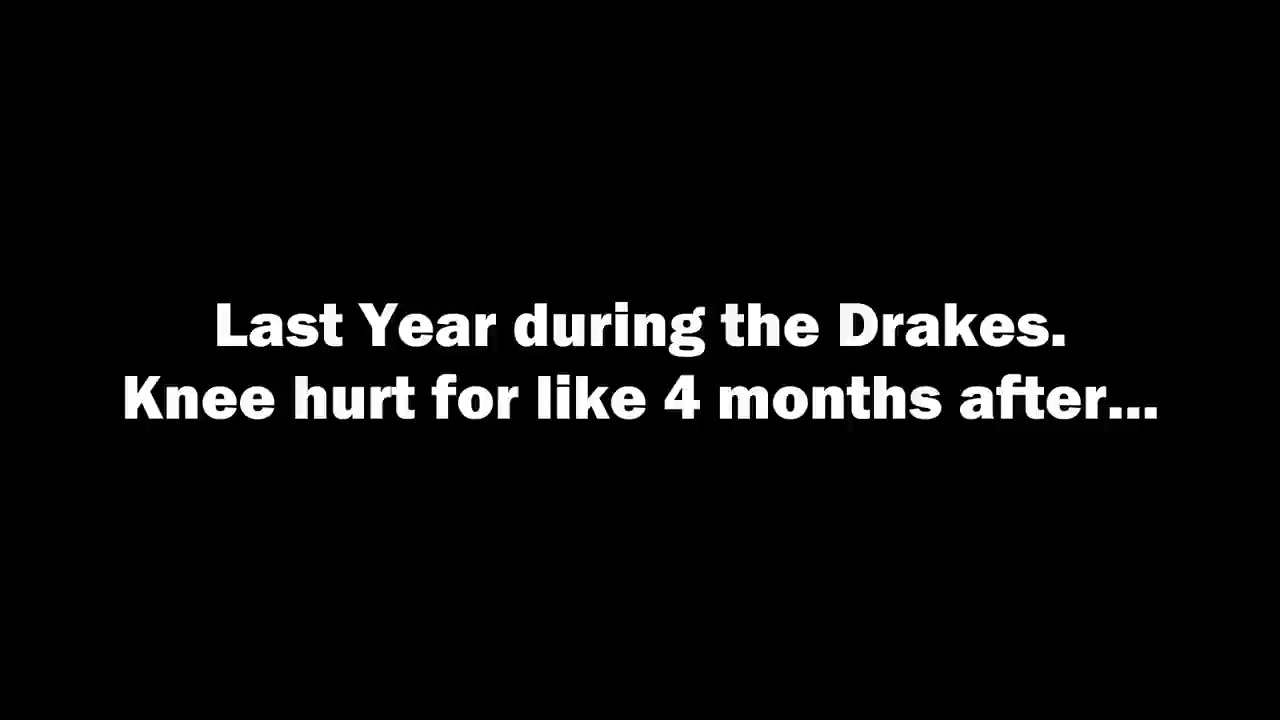 Last Year during the Drakes.
Knee hurt for like 4 months after...